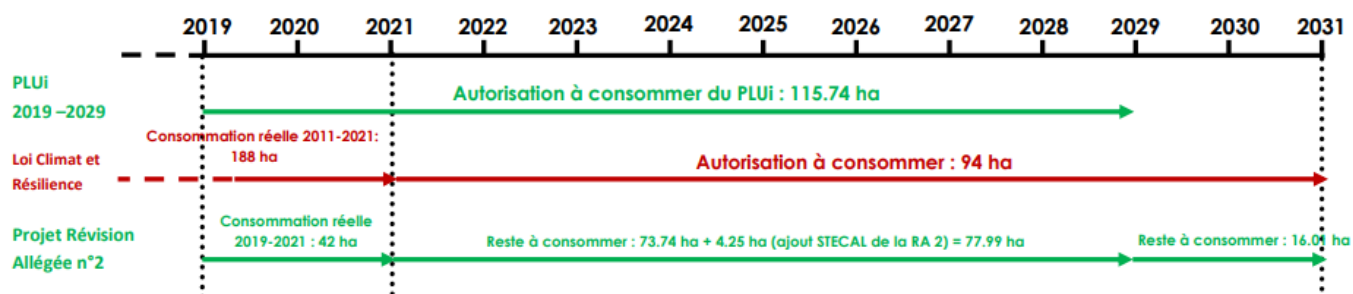 2019 2020 2021 2022 2023 2024 2025 2026 2027 2028 2029 2030 2031
PLUi
2019 –2029
Autorisation à consommer du PLUi : 115.74 ha
Consommation réelle 2011-2021:
188 ha
Loi Climat et
Résilience
Autorisation à consommer : 94 ha
Projet Révision
Allégée n°2
Consommation réelle
2019-2021 : 42 ha
Reste à consommer : 73.74 ha + 4.25 ha (ajout STECAL de la RA 2) = 77.99 ha
Reste à consommer : 16.01 ha